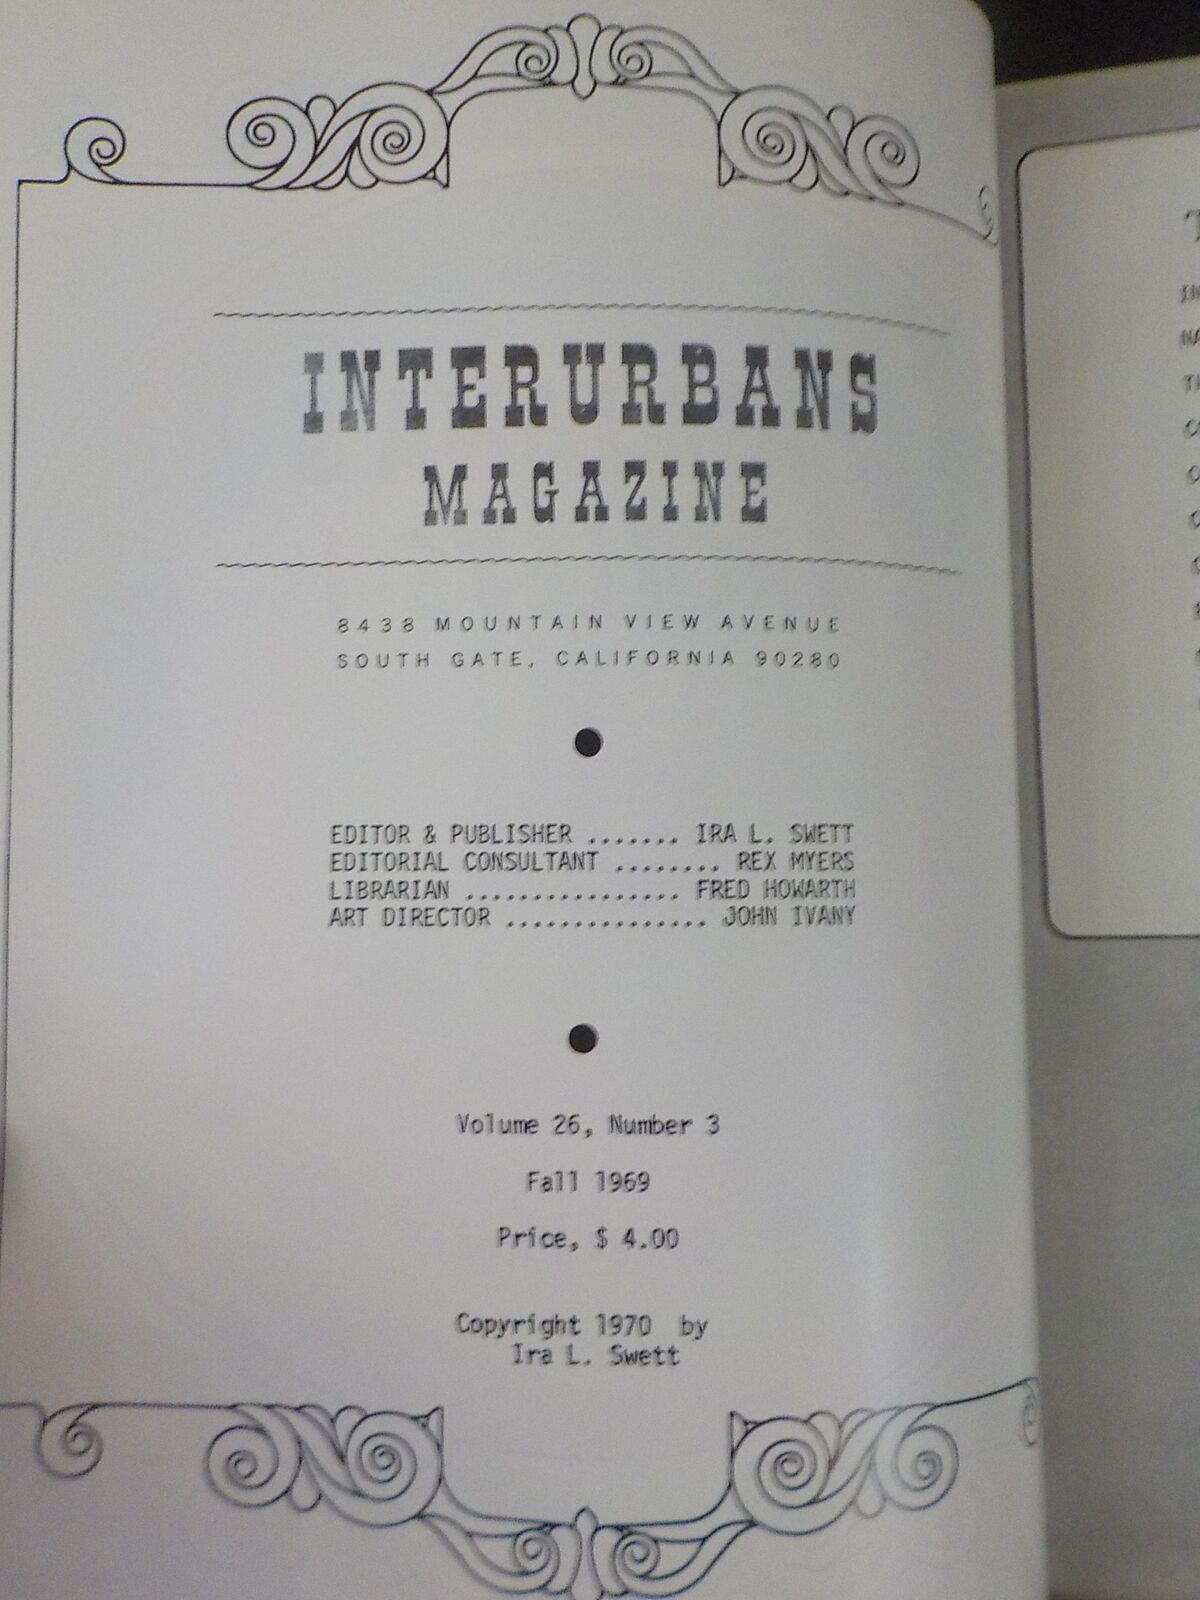 INTERURBANS
MAGAZINE
8438 MOUNTAIN VIEW AVENUE
SOUTH GATE, CALIFORNIA 90280
EDITOR & PUBLISHER ....... IRA L. SWETT
EDITORIAL CONSULTANT ........ REX MYERS
LIBRARIAN ................ FRED HOWARTH
ART DIRECTOR ............... JOHN IVANY
Volume 26, Number 3
Fall 1969
Price, $ 4.00
Copyright 1970 by
Ira L. Swett